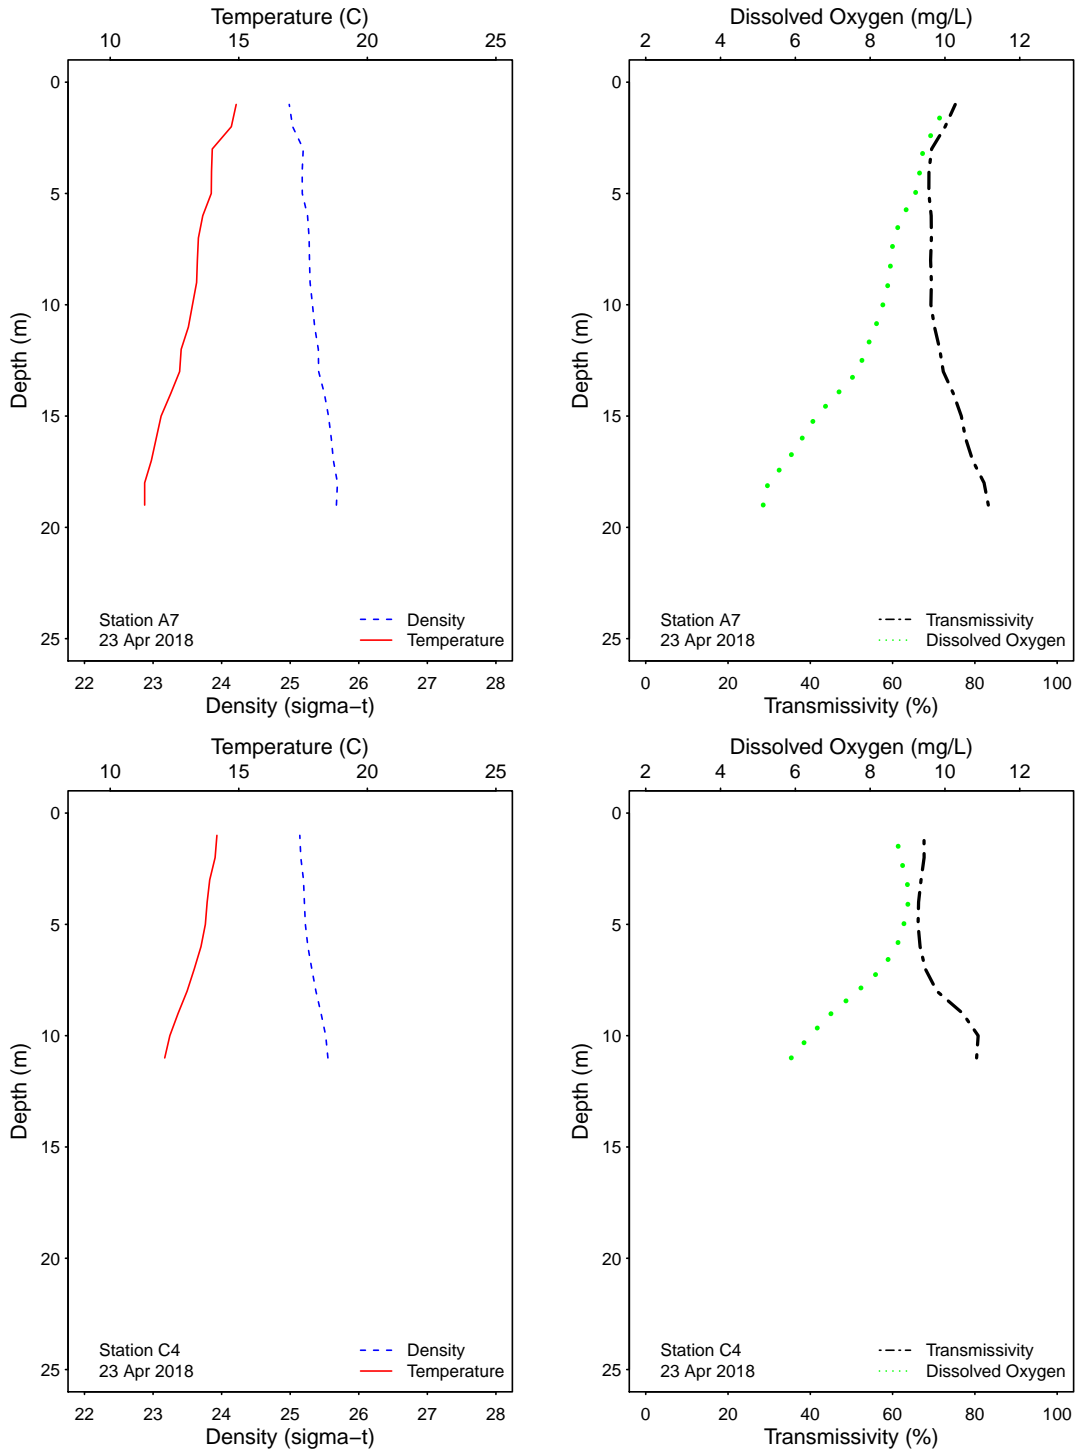 Temperature (C)
10 15 20 25
0
5
10
15
20
25
Depth (m)
Station A7
23 Apr 2018
Density
Temperature
22 23 24 25 26 27 28
Density (sigma−t)
Dissolved Oxygen (mg/L)
2 4 6 8 10 12
0
5
10
15
20
25
Depth (m)
Station A7
23 Apr 2018
Transmissivity
Dissolved Oxygen
0 20 40 60 80 100
Transmissivity (%)
Temperature (C)
10 15 20 25
0
5
10
15
20
25
Depth (m)
Station C4
23 Apr 2018
Density
Temperature
22 23 24 25 26 27 28
Density (sigma−t)
Dissolved Oxygen (mg/L)
2 4 6 8 10 12
0
5
10
15
20
25
Depth (m)
Station C4
23 Apr 2018
Transmissivity
Dissolved Oxygen
0 20 40 60 80 100
Transmissivity (%)